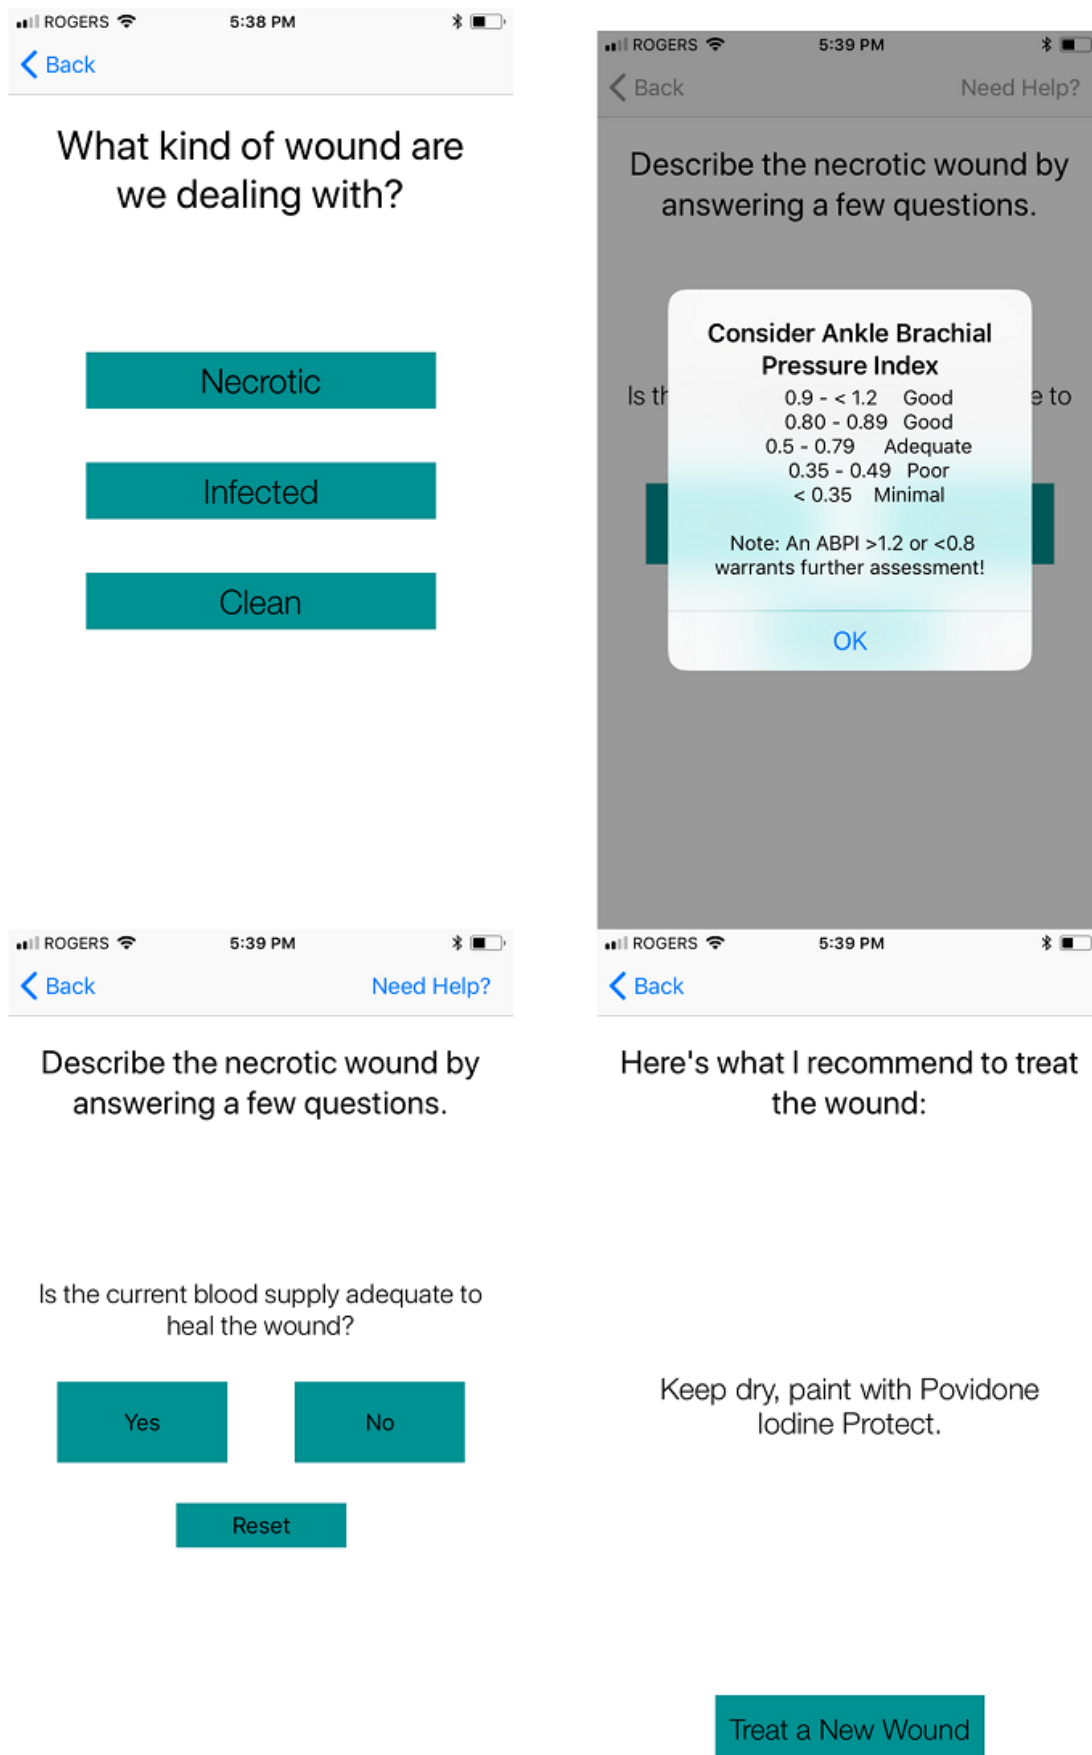 ROGERS 5:38 PM
Back
What kind of wound are
we dealing with?
Necrotic
Infected
Clean
ROGERS 5:39 PM
Back Need Help?
Describe the necrotic wound by
answering a few questions.
Is th e to
Consider Ankle Brachial
Pressure Index
0.9 - < 1.2 Good
0.80 - 0.89 Good
0.5 - 0.79 Adequate
0.35 - 0.49 Poor
< 0.35 Minimal
Note: An ABPI >1.2 or <0.8
warrants further assessment!
OK
ROGERS 5:39 PM
Back Need Help?
Describe the necrotic wound by
answering a few questions.
Is the current blood supply adequate to
heal the wound?
Yes No
Reset
ROGERS 5:39 PM
Back
Here's what I recommend to treat
the wound:
Keep dry, paint with Povidone
Iodine Protect.
Treat a New Wound